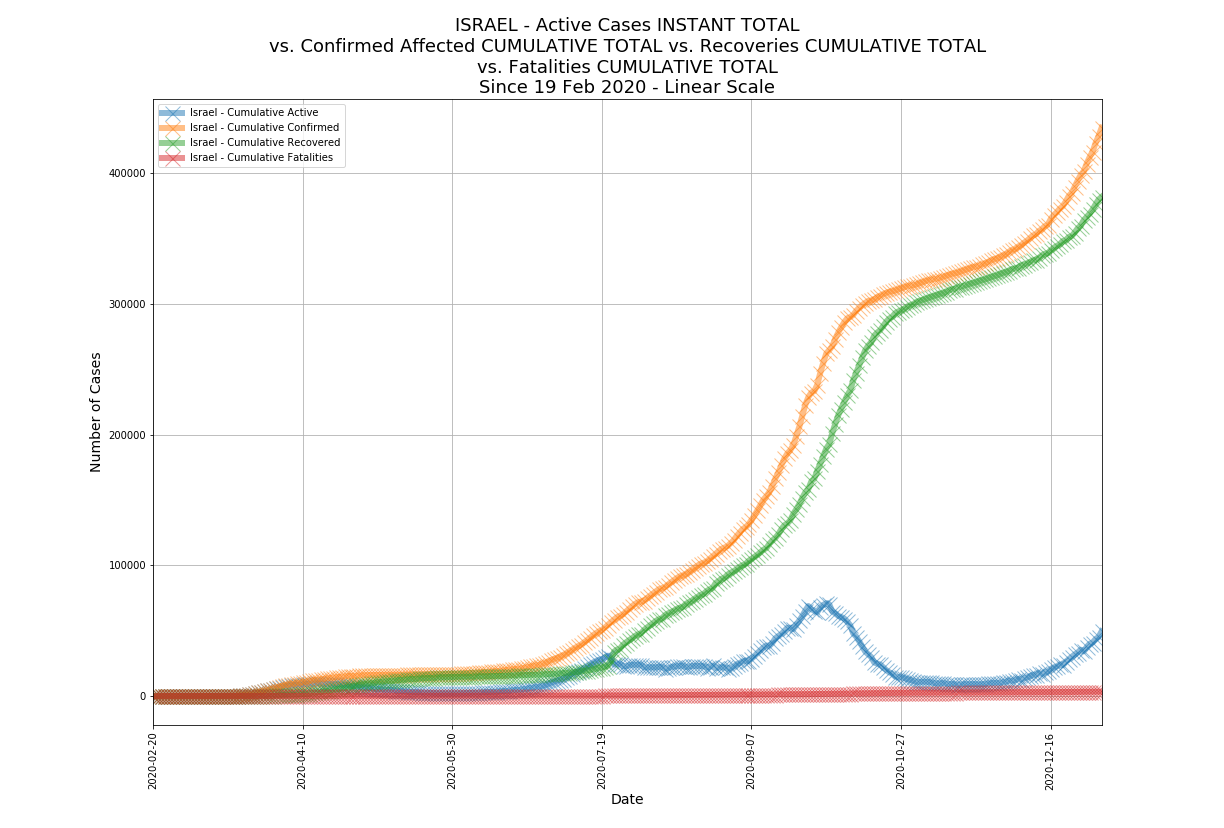 ISRAEL - Active Cases INSTANT TOTAL
vs. Confirmed Affected CUMULATIVE TOTAL vs. Recoveries CUMULATIVE TOTAL
vs. Fatalities CUMULATIVE TOTAL
Since 19 Feb 2020 - Linear Scale
Israel - Cumulative Active
Israel - Cumulative Confirmed
Israel - Cumulative Recovered
Israel - Cumulative Fatalities
Number of Cases
400000
300000
200000
100000
0
2020-02-20
2020-04-10
2020-05-30
2020-07-19
2020-09-07
2020-10-27
2020-12-16
Date